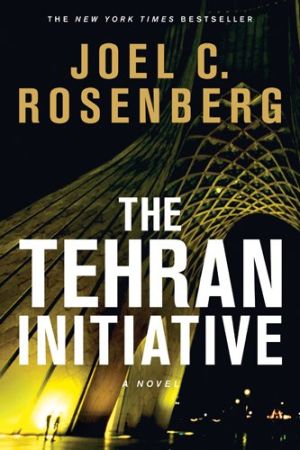 THE NEW YORK TIMES BESTSELLER
JOEL C.
ROSENBERG
THE
TEHRAN
INITIATIVE
A NOVEL